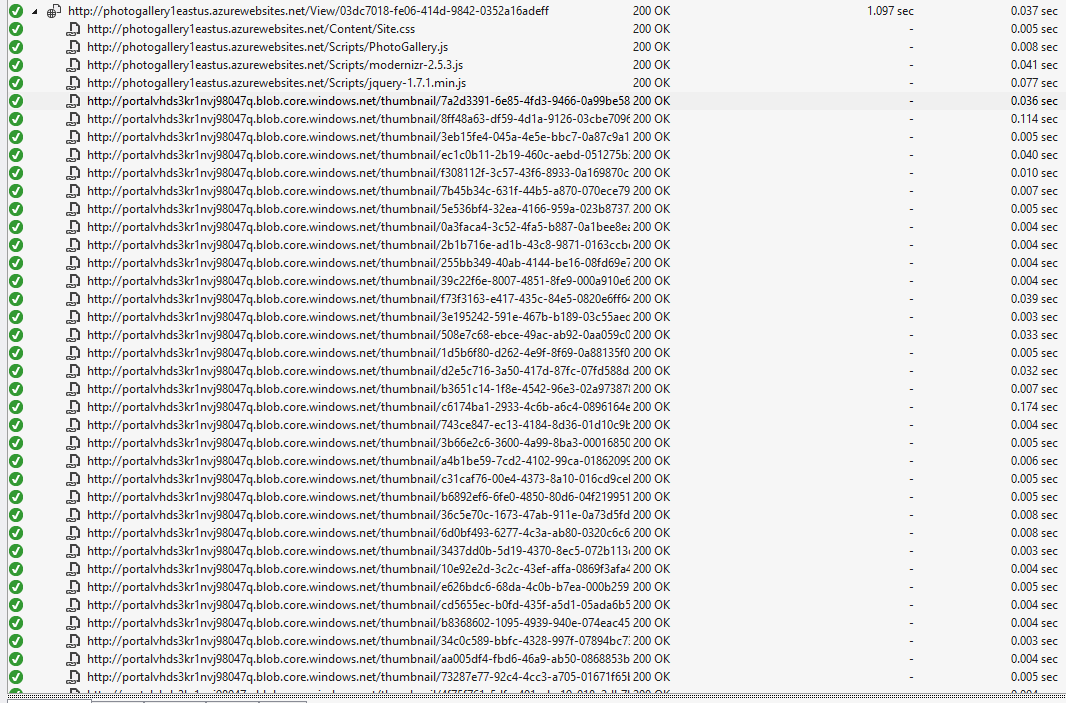 http://photogallery1eastus.azurewebsites.net/View/03dc7018-fe06-414d-9842-0352a16adeff 200 OK 1.097 sec 0.037 sec
http://photogallery1eastus.azurewebsites.net/Content/Site.css 200 OK - 0.005 sec
http://photogallery1eastus.azurewebsites.net/Scripts/PhotoGallery.js 200 OK - 0.008 sec
http://photogallery1eastus.azurewebsites.net/Scripts/modernizr-2.5.3.js 200 OK - 0.041 sec
http://photogallery1eastus.azurewebsites.net/Scripts/jquery-1.7.1.min.js 200 OK - 0.077 sec
http://portalvhds3kr1nvj98047q.blob.core.windows.net/thumbnail/7a2d3391-6e85-4fd3-9466-0a99be58 200 OK - 0.036 sec
http://portalvhds3kr1nvj98047q.blob.core.windows.net/thumbnail/8ff48a63-df59-4d1a-9126-03cbe7096 200 OK - 0.114 sec
http://portalvhds3kr1nvj98047q.blob.core.windows.net/thumbnail/3eb15fe4-045a-4e5e-bbc7-0a87c9a1 200 OK - 0.005 sec
http://portalvhds3kr1nvj98047q.blob.core.windows.net/thumbnail/ec1c0b11-2b19-460c-aebd-051275b 200 OK - 0.040 sec
http://portalvhds3kr1nvj98047q.blob.core.windows.net/thumbnail/f308112f-3c57-43f6-8933-0a169870c 200 OK - 0.010 sec
http://portalvhds3kr1nvj98047q.blob.core.windows.net/thumbnail/7b45b34c-631f-44b5-a870-070ece79 200 OK - 0.007 sec
http://portalvhds3kr1nvj98047q.blob.core.windows.net/thumbnail/5e536bf4-32ea-4166-959a-023b8737 200 OK - 0.005 sec
http://portalvhds3kr1nvj98047q.blob.core.windows.net/thumbnail/0a3faca4-3c52-4fa5-b887-0a1bee8e 200 OK - 0.004 sec
http://portalvhds3kr1nvj98047q.blob.core.windows.net/thumbnail/2b1b716e-ad1b-43c8-9871-0163ccb 200 OK - 0.004 sec
http://portalvhds3kr1nvj98047q.blob.core.windows.net/thumbnail/255bb349-40ab-4144-be16-08fd69e7 200 OK - 0.004 sec
http://portalvhds3kr1nvj98047q.blob.core.windows.net/thumbnail/39c22f6e-8007-4851-8fe9-000a910e6 200 OK - 0.004 sec
http://portalvhds3kr1nvj98047q.blob.core.windows.net/thumbnail/f73f3163-e417-435c-84e5-0820e6ff64 200 OK - 0.039 sec
http://portalvhds3kr1nvj98047q.blob.core.windows.net/thumbnail/3e195242-591e-467b-b189-03c55aec 200 OK - 0.003 sec
http://portalvhds3kr1nvj98047q.blob.core.windows.net/thumbnail/508e7c68-ebce-49ac-ab92-0aa059c0 200 OK - 0.033 sec
http://portalvhds3kr1nvj98047q.blob.core.windows.net/thumbnail/1d5b6f80-d262-4e9f-8f69-0a88135f0 200 OK - 0.005 sec
http://portalvhds3kr1nvj98047q.blob.core.windows.net/thumbnail/d2e5c716-3a50-417d-87fc-07fd588d 200 OK - 0.032 sec
http://portalvhds3kr1nvj98047q.blob.core.windows.net/thumbnail/b3651c14-1f8e-4542-96e3-02a97387 200 OK - 0.007 sec
http://portalvhds3kr1nvj98047q.blob.core.windows.net/thumbnail/c6174ba1-2933-4c6b-a6c4-0896164e 200 OK - 0.174 sec
http://portalvhds3kr1nvj98047q.blob.core.windows.net/thumbnail/743ce847-ec13-4184-8d36-01d10c9b 200 OK - 0.004 sec
http://portalvhds3kr1nvj98047q.blob.core.windows.net/thumbnail/3b66e2c6-3600-4a99-8ba3-00016850 200 OK - 0.005 sec
http://portalvhds3kr1nvj98047q.blob.core.windows.net/thumbnail/a4b1be59-7cd2-4102-99ca-01862099 200 OK - 0.006 sec
http://portalvhds3kr1nvj98047q.blob.core.windows.net/thumbnail/c31caf76-00e4-4373-8a10-016cd9ce 200 OK - 0.005 sec
http://portalvhds3kr1nvj98047q.blob.core.windows.net/thumbnail/b6892ef6-6fe0-4850-80d6-04f219951 200 OK - 0.005 sec
http://portalvhds3kr1nvj98047q.blob.core.windows.net/thumbnail/36c5e70c-1673-47ab-911e-0a73d5fd 200 OK - 0.008 sec
http://portalvhds3kr1nvj98047q.blob.core.windows.net/thumbnail/6d0bf493-6277-4c3a-ab80-0320c6c6 200 OK - 0.008 sec
http://portalvhds3kr1nvj98047q.blob.core.windows.net/thumbnail/3437dd0b-5d19-4370-8ec5-072b113 200 OK - 0.003 sec
http://portalvhds3kr1nvj98047q.blob.core.windows.net/thumbnail/10e92e2d-3c2c-43ef-affa-0869f3afa4 200 OK - 0.004 sec
http://portalvhds3kr1nvj98047q.blob.core.windows.net/thumbnail/e626bdc6-68da-4c0b-b7ea-000b259 200 OK - 0.005 sec
http://portalvhds3kr1nvj98047q.blob.core.windows.net/thumbnail/cd5655ec-b0fd-435f-a5d1-05ada6b5 200 OK - 0.004 sec
http://portalvhds3kr1nvj98047q.blob.core.windows.net/thumbnail/b8368602-1095-4939-940e-074eac45 200 OK - 0.004 sec
http://portalvhds3kr1nvj98047q.blob.core.windows.net/thumbnail/34c0c589-bbfc-4328-997f-07894bc7 200 OK - 0.003 sec
http://portalvhds3kr1nvj98047q.blob.core.windows.net/thumbnail/aa005df4-fbd6-46a9-ab50-0868853b 200 OK - 0.004 sec
http://portalvhds3kr1nvj98047q.blob.core.windows.net/thumbnail/73287e77-92c4-4cc3-a705-01671f65 200 OK - 0.005 sec